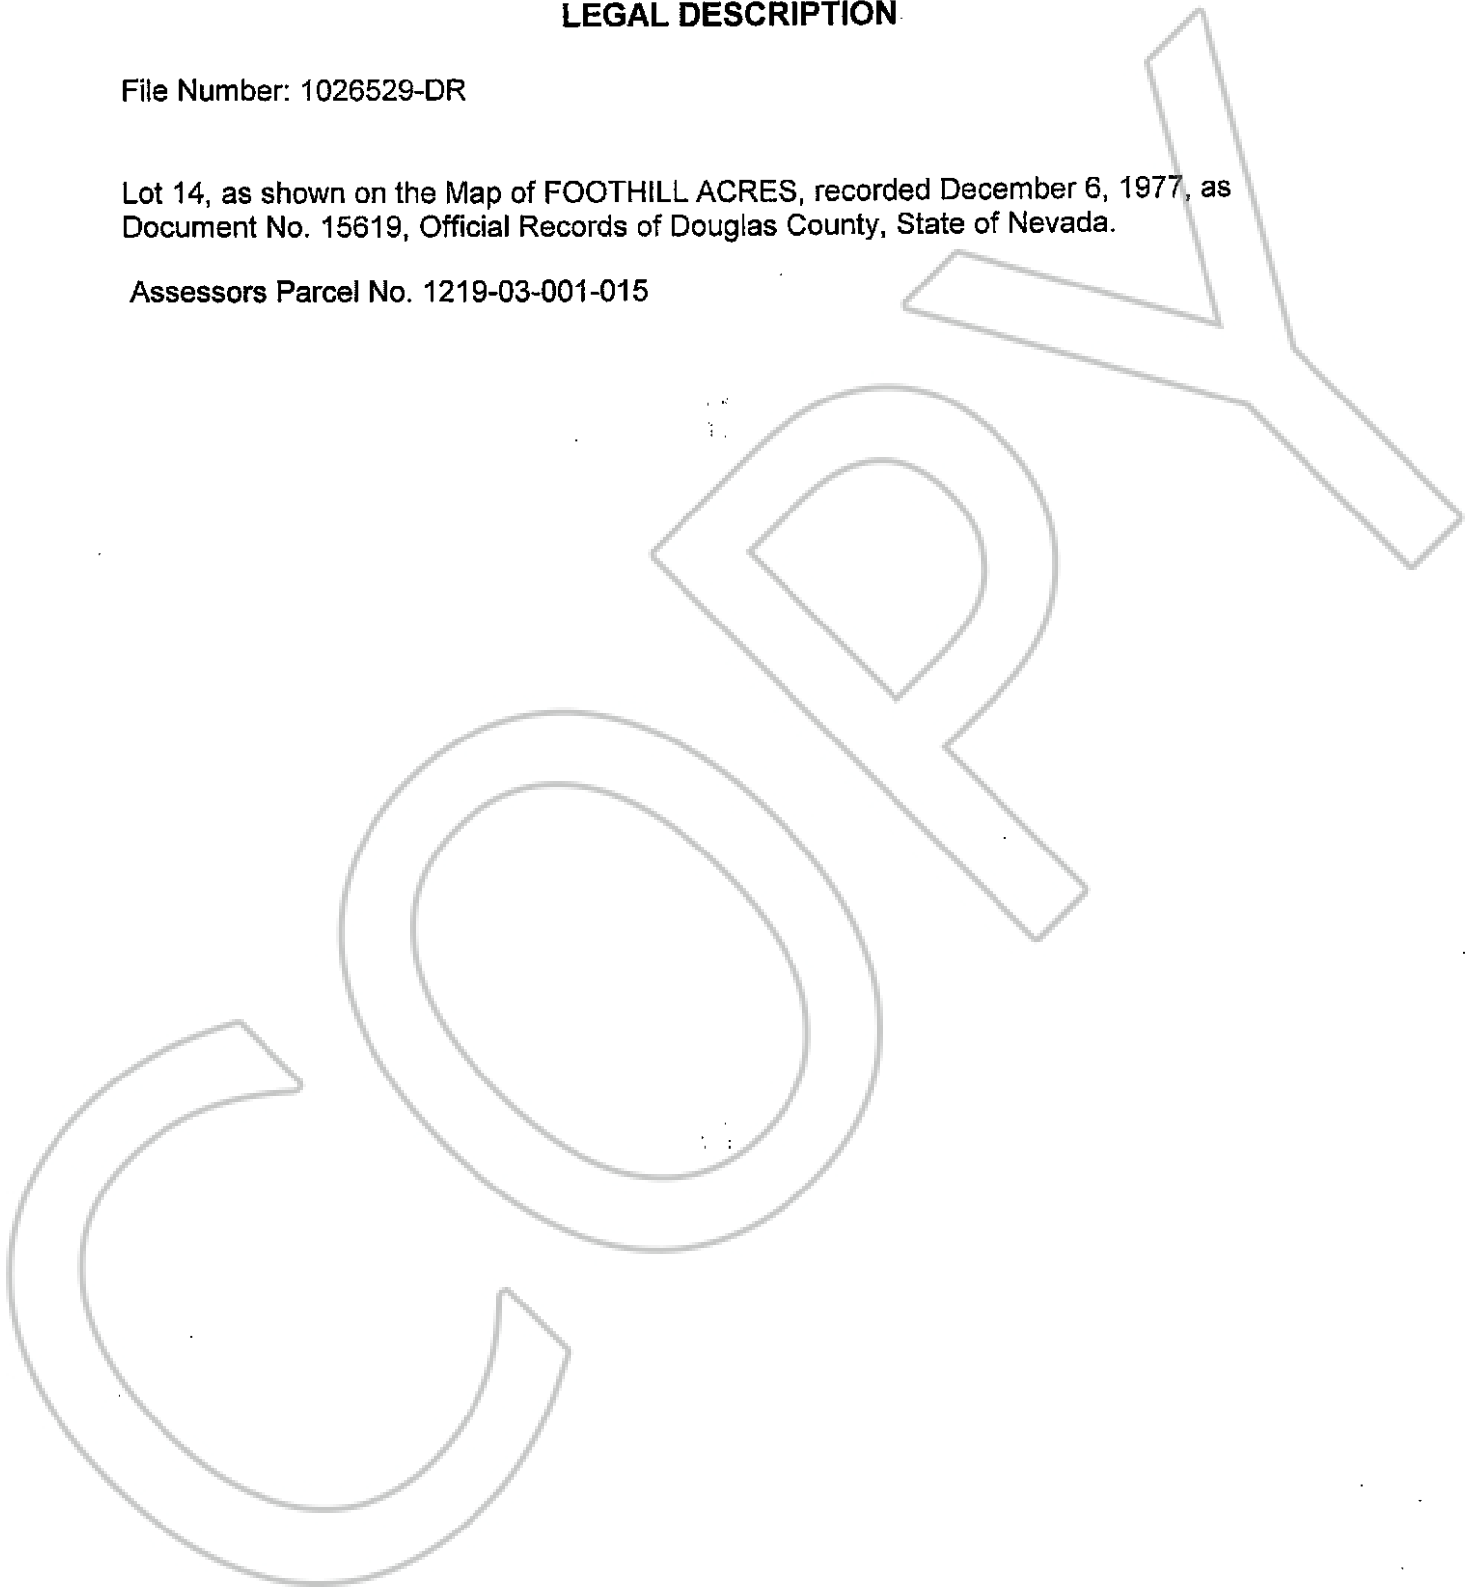 LEGAL DESCRIPTION
File Number: 1026529-DR
Lot 14, as shown on the Map of FOOTHILL ACRES, recorded December 6, 1977, as
Document No. 15619, Official Records of Douglas County, State of Nevada.
Assessors Parcel No. 1219-03-001-015
COPY